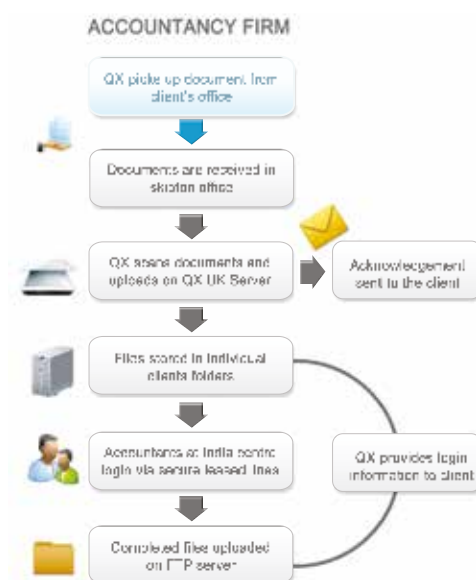 ACCOUNTANCY FIRM
QX picks up document from
client's office
Documents are received in
skipton office
QX scans documents and
uploads on QX UK Server
Acknowledgement
sent to the client
Files stored in individual
clients folders
Accountants at India centre
login via secure leased lines
QX provides login
information to client
Completed files uploaded
on FTP server